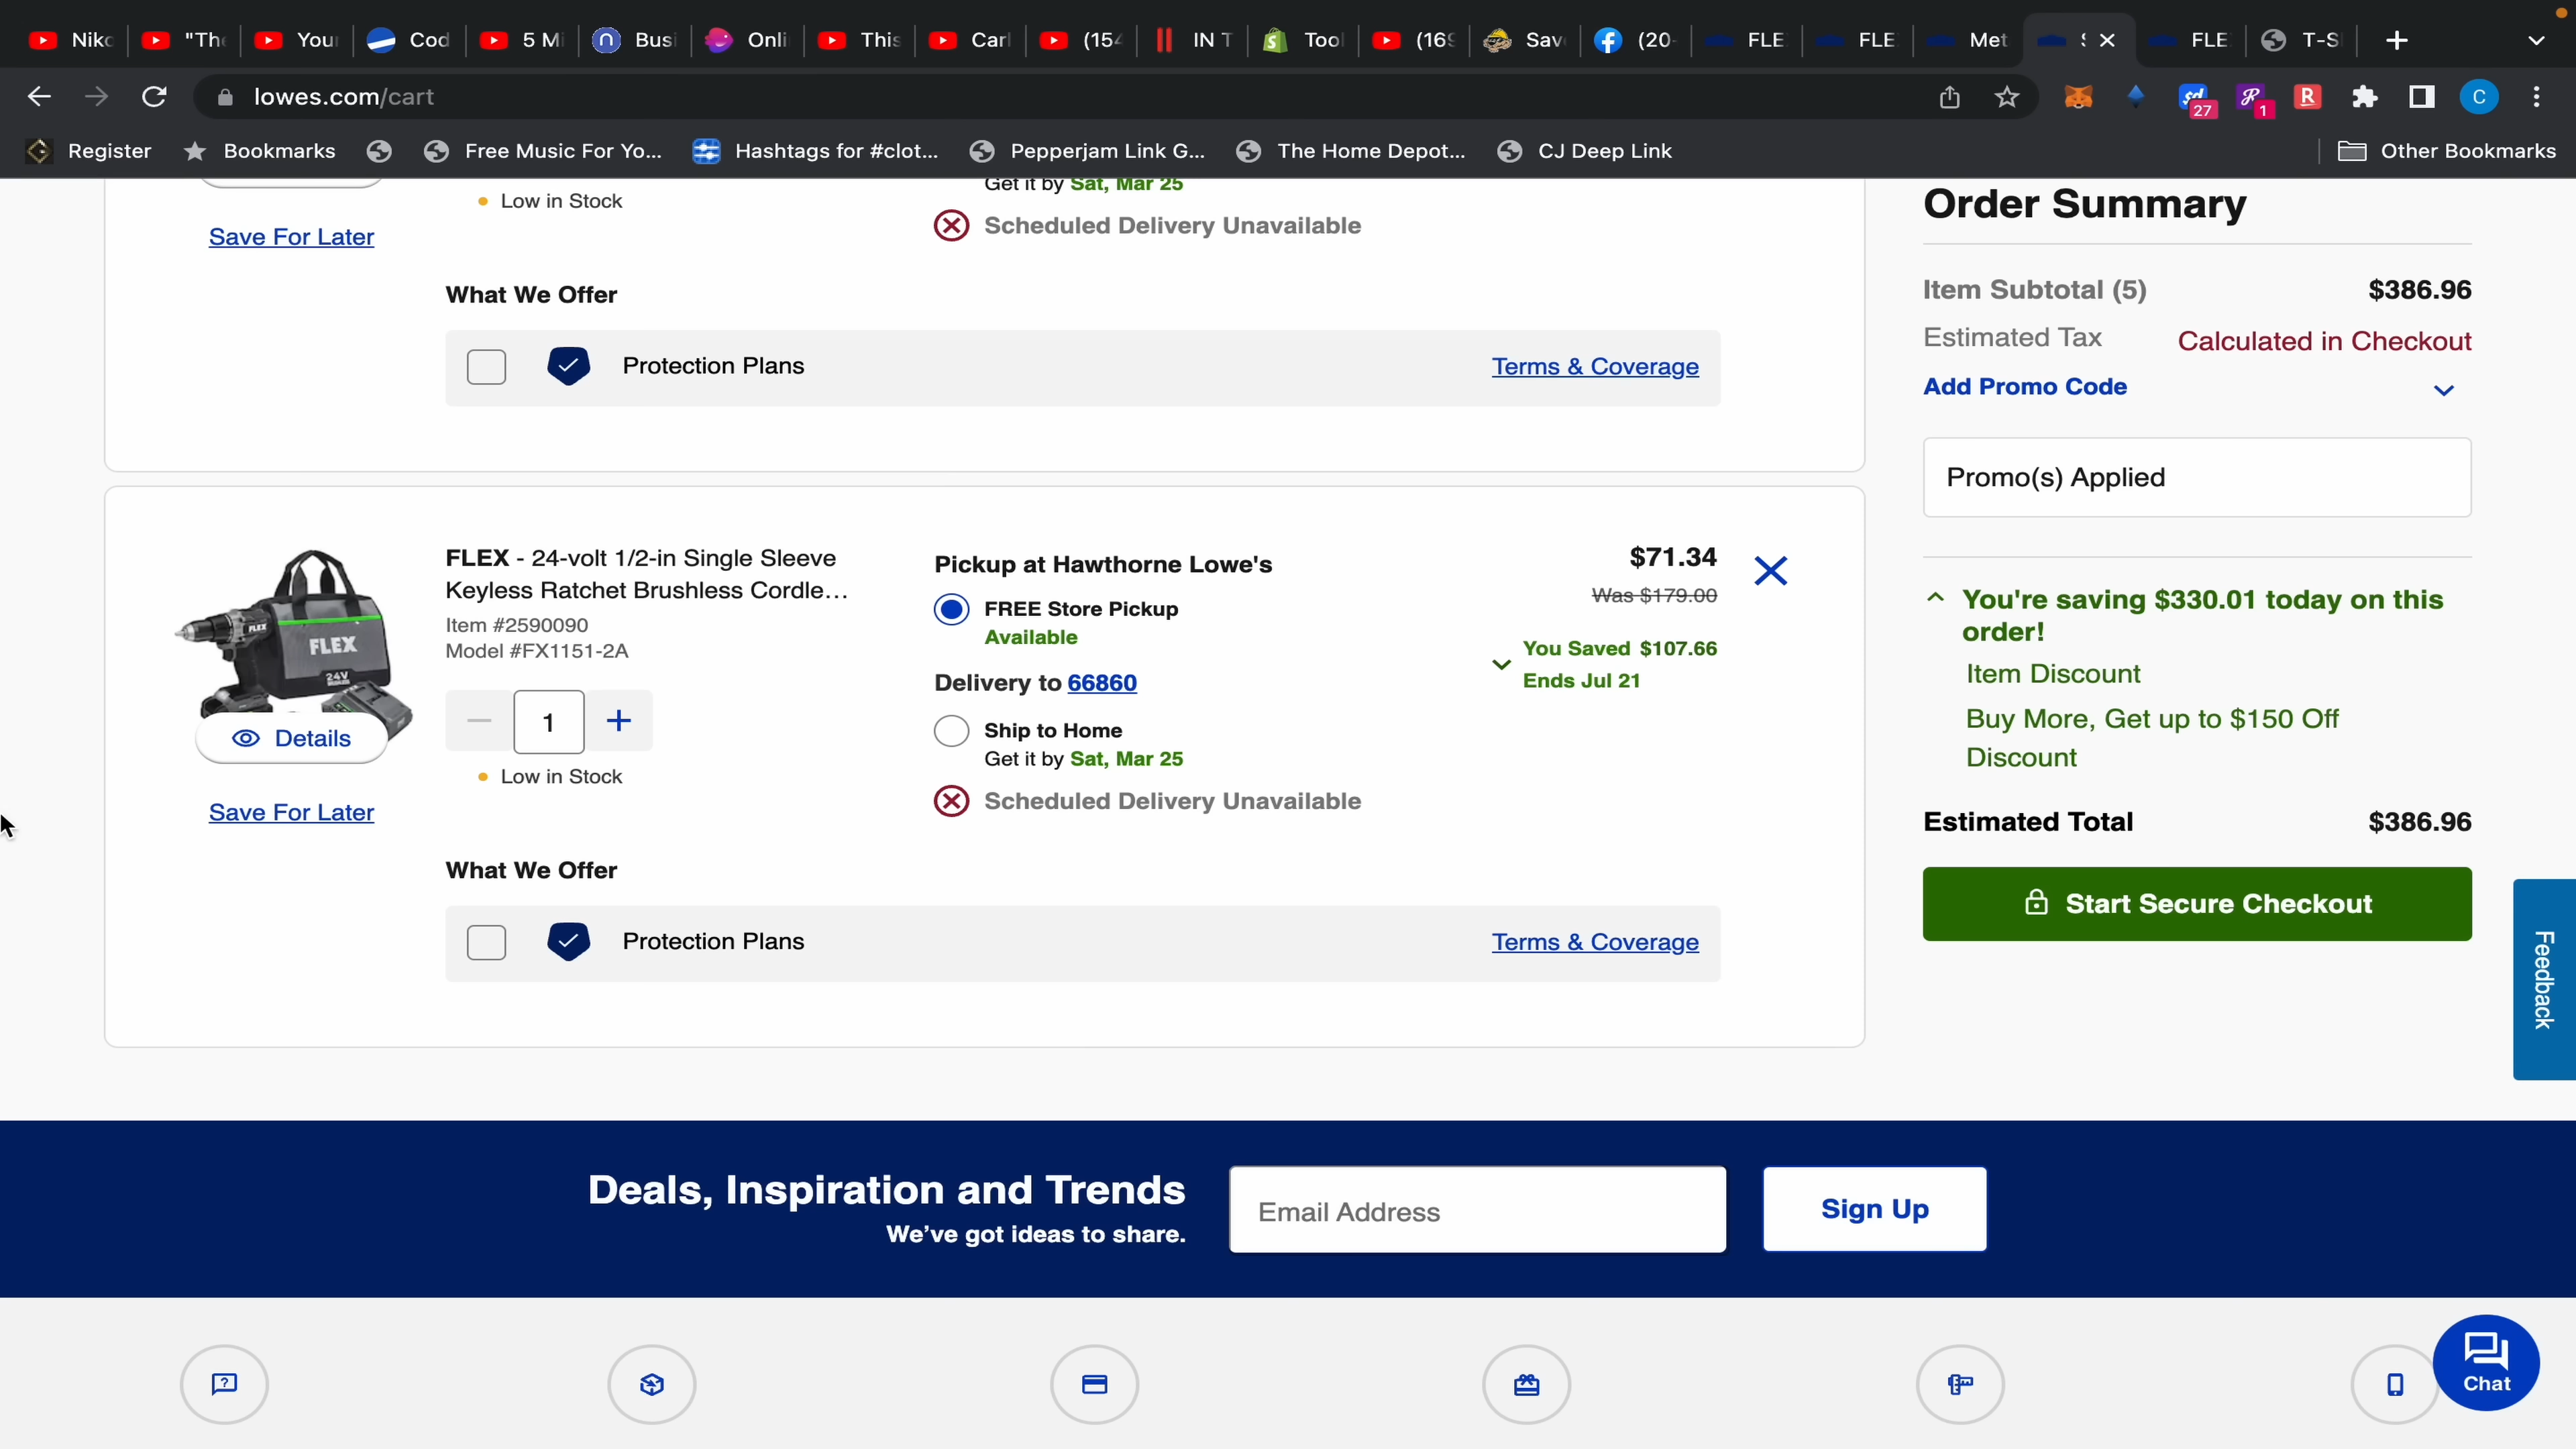 Niko
"The
Your
Cod
5 Mi
Busi
Onli
This
Carl
(154
IN T
Tool
(169
Save
(20-
FLE
FLE
Met
FLE
T-S
lowes.com/cart
27
1
C
Register
Bookmarks
Free Music For Yo...
Hashtags for #clot...
Pepperjam Link G...
The Home Depot...
CJ Deep Link
Other Bookmarks
Low in Stock
Save For Later
Get it by Sat, Mar 25
Scheduled Delivery Unavailable
What We Offer
Protection Plans
Terms & Coverage
FLEX
24V
Details
Save For Later
FLEX - 24-volt 1/2-in Single Sleeve
Keyless Ratchet Brushless Cordle...
Item #2590090
Model #FX1151-2A
1
Low in Stock
Pickup at Hawthorne Lowe's
FREE Store Pickup
Available
Delivery to 66860
Ship to Home
Get it by Sat, Mar 25
Scheduled Delivery Unavailable
$71.34
Was $179.00
You Saved $107.66
Ends Jul 21
What We Offer
Protection Plans
Terms & Coverage
Order Summary
Item Subtotal (5) $386.96
Estimated Tax Calculated in Checkout
Add Promo Code
Promo(s) Applied
You're saving $330.01 today on this
order!
Item Discount
Buy More, Get up to $150 Off
Discount
Estimated Total $386.96
Start Secure Checkout
Feedback
Deals, Inspiration and Trends
We've got ideas to share.
Email Address
Sign Up
Chat